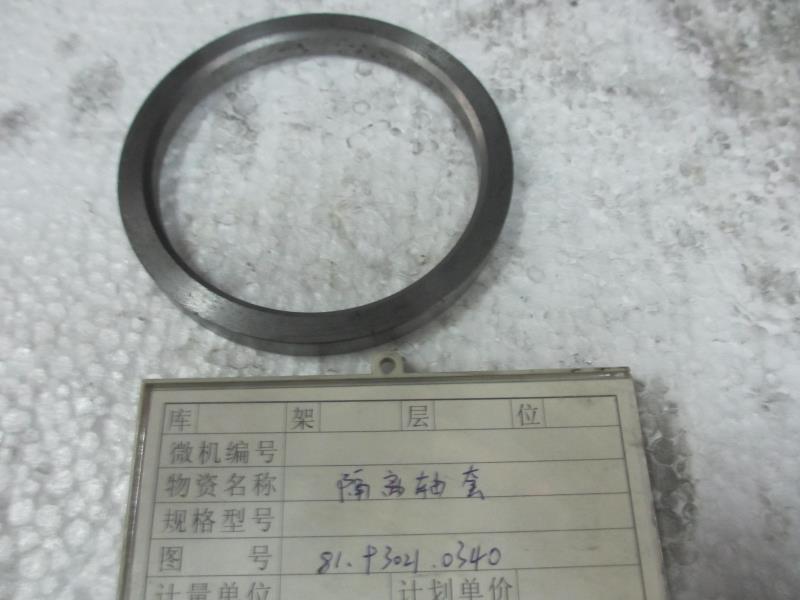 库 架 层 位
微机编号
物资名称 隔离轴套
规格型号
图 号 81.93021.0340
计量单位 计划单价